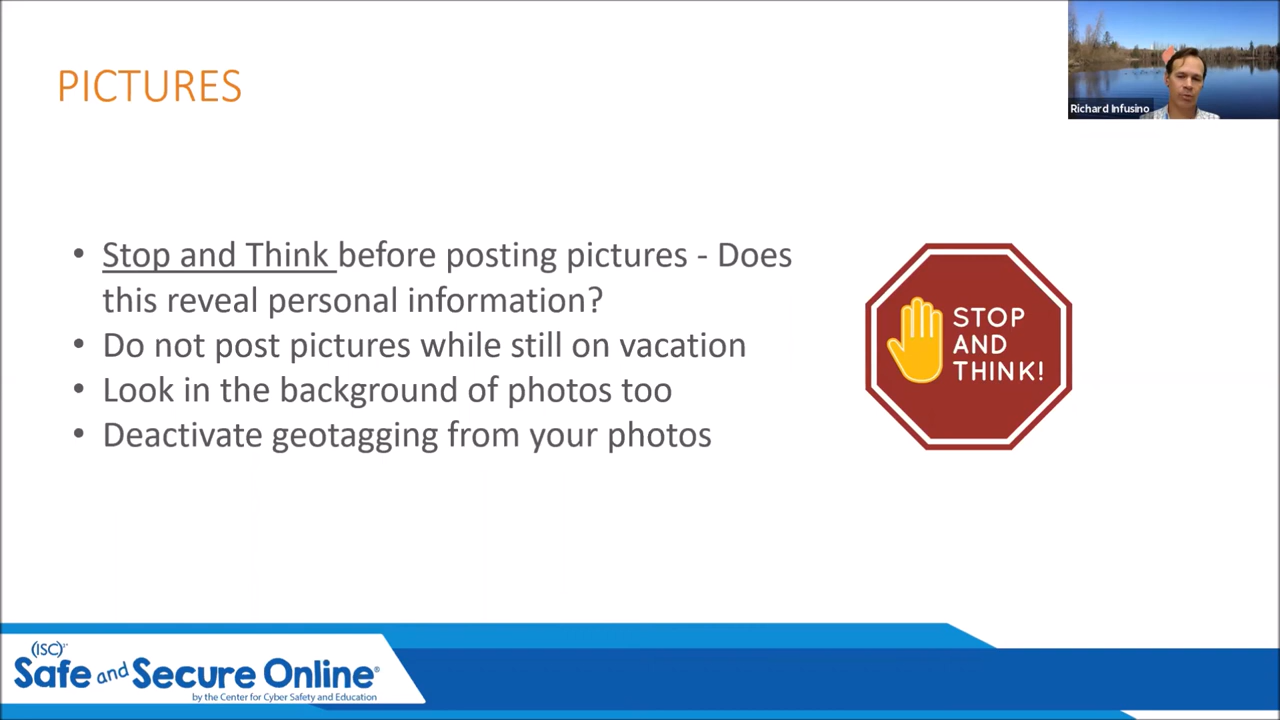 PICTURES
Richard Infusino
• Stop and Think before posting pictures - Does
this reveal personal information?
• Do not post pictures while still on vacation
• Look in the background of photos too
• Deactivate geotagging from your photos
STOP
AND
THINK!
(ISC)²®
Safe and Secure Online®
by the Center for Cyber Safety and Education